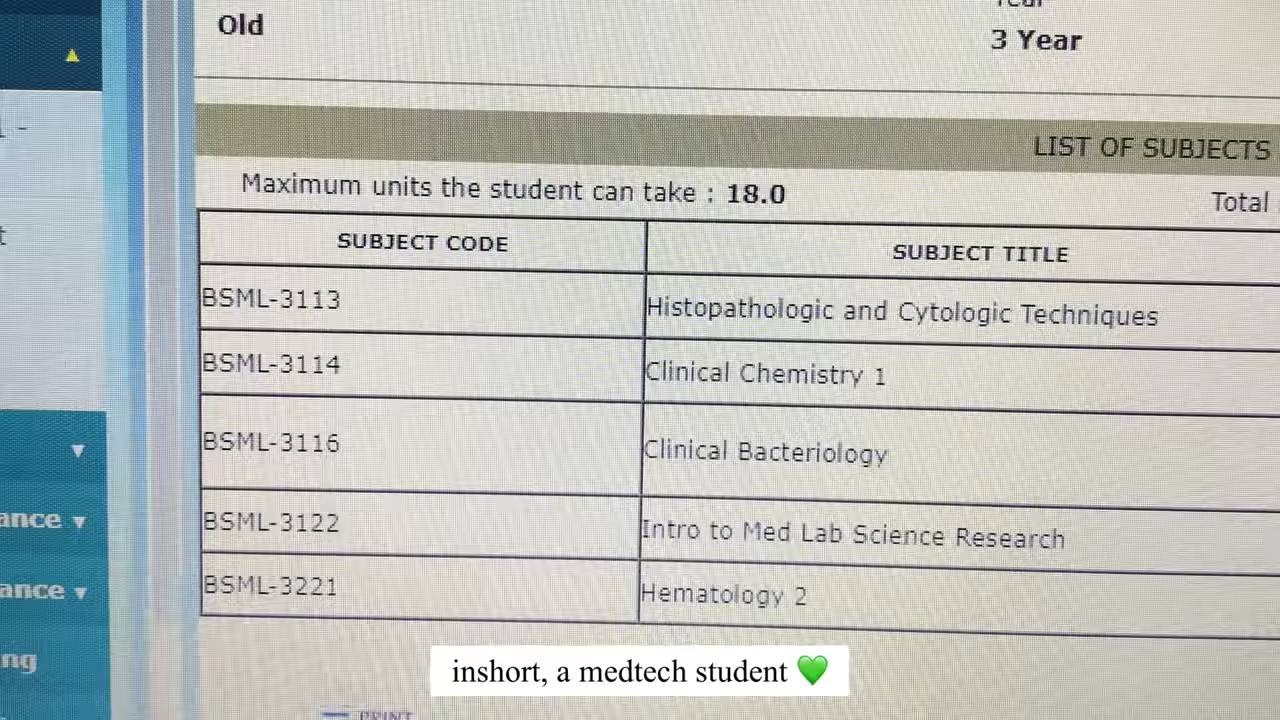 Old
3 Year
LIST OF SUBJECTS
Maximum units the student can take : 18.0
Total
SUBJECT CODE
SUBJECT TITLE
BSML-3113
Histopathologic and Cytologic Techniques
BSML-3114
Clinical Chemistry 1
BSML-3116
Clinical Bacteriology
BSML-3122
Intro to Med Lab Science Research
BSML-3221
Hematology 2
ance
ance
ng
inshort, a medtech student 💚
PRINT